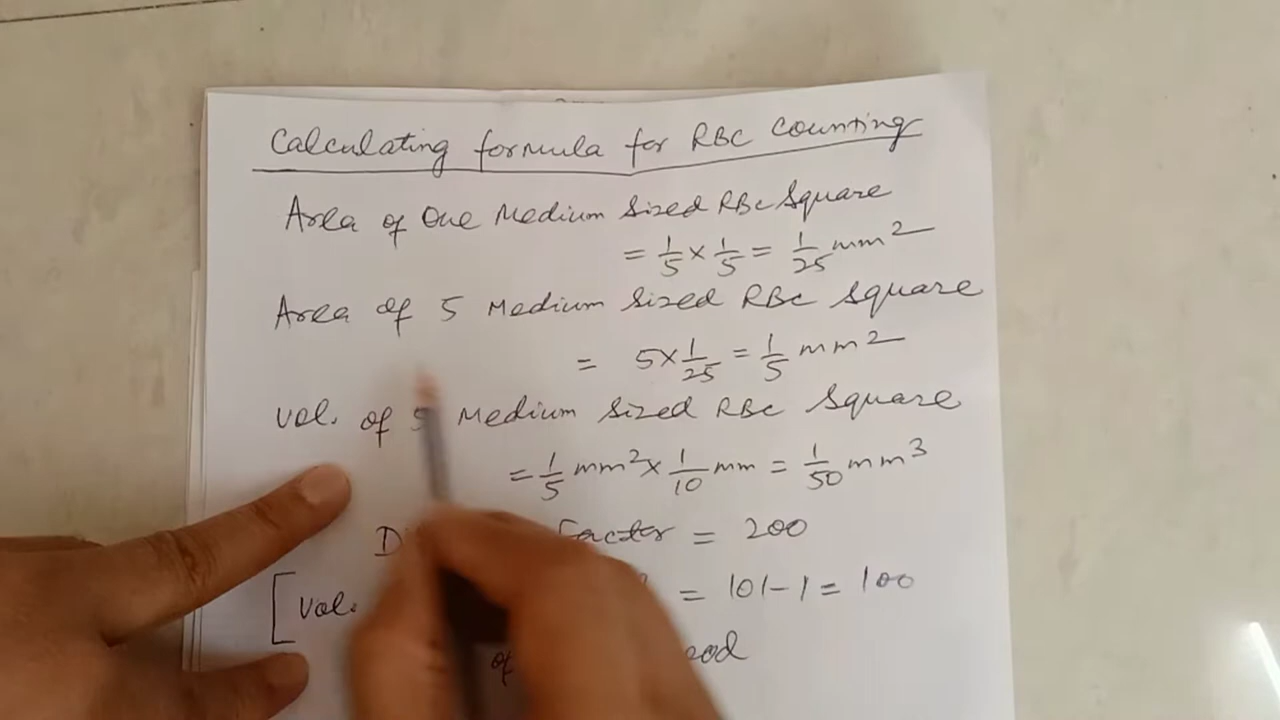 Calculating formula for RBC Counting
Area of One Medium Sized RBC Square
= 1/5 × 1/5 = 1/25 mm²
Area of 5 Medium Sized RBC Square
= 5 × 1/25 = 1/5 mm²
Vol. of 5 Medium Sized RBC Square
= 1/5 mm² × 1/10 mm = 1/50 mm³
Factor = 200
[Vol. = 101 - 1 = 100
of